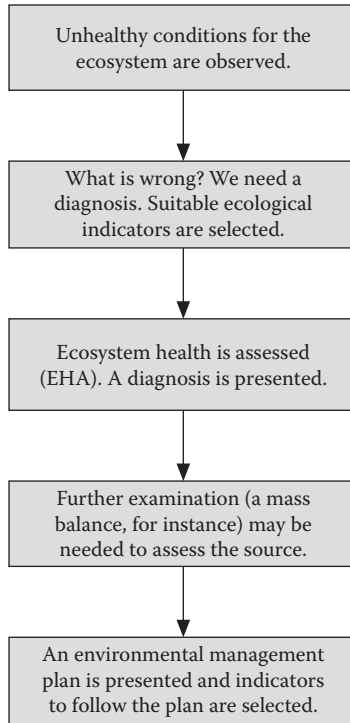 Unhealthy conditions for the
ecosystem are observed.
What is wrong? We need a
diagnosis. Suitable ecological
indicators are selected.
Ecosystem health is assessed
(EHA). A diagnosis is presented.
Further examination (a mass
balance, for instance) may be
needed to assess the source.
An environmental management
plan is presented and indicators
to follow the plan are selected.